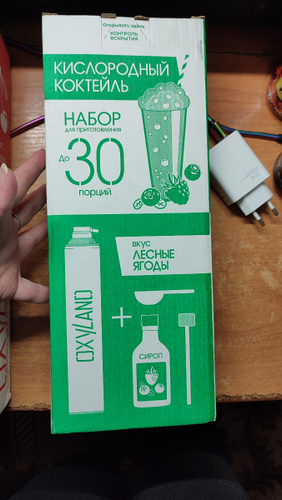 Открывать здесь
КОНТРОЛЬ
ВСКРЫТИЯ
КИСЛОРОДНЫЙ
КОКТЕЙЛЬ
НАБОР
для приготовления
До 30
порций
вкус
ЛЕСНЫЕ
ЯГОДЫ
OXYLAND
+
СИРОП